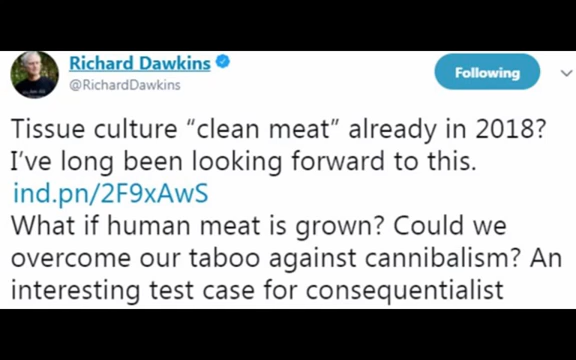 Richard Dawkins
@RichardDawkins
Following
Tissue culture “clean meat” already in 2018?
I’ve long been looking forward to this.
ind.pn/2F9xAwS
What if human meat is grown? Could we
overcome our taboo against cannibalism? An
interesting test case for consequentialist